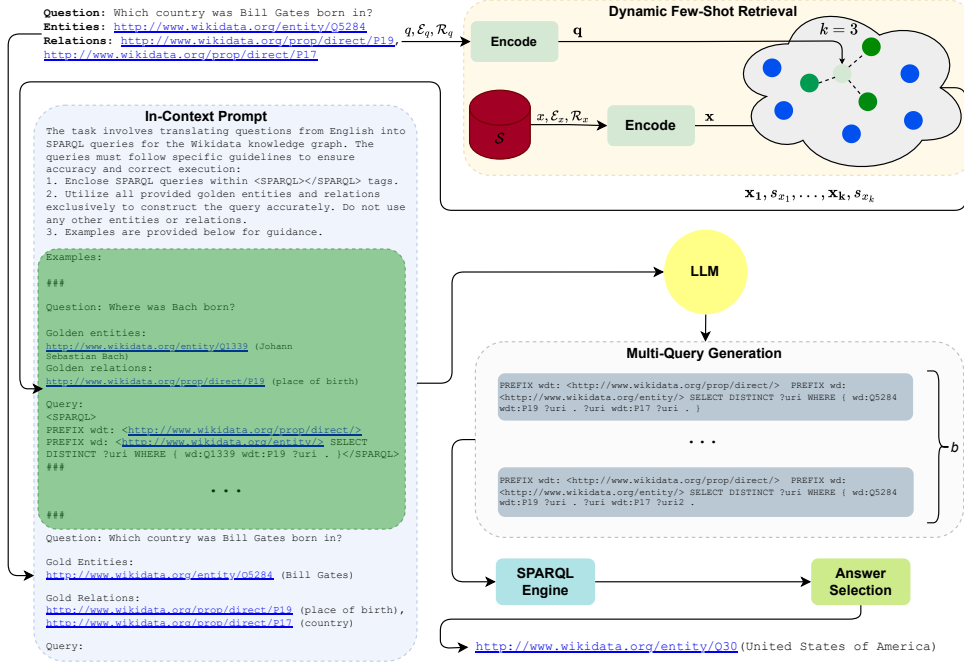 Question: Which country was Bill Gates born in?
Entities: http://www.wikidata.org/entity/Q5284
Relations: http://www.wikidata.org/prop/direct/P19,
http://www.wikidata.org/prop/direct/P17
q, ℰ_q, ℛ_q
Dynamic Few-Shot Retrieval
Encode
q
k = 3
S
x, ℰ_x, ℛ_x
Encode
x
x₁, s_{x₁}, . . . , x_k, s_{x_k}
In-Context Prompt
The task involves translating questions from English into
SPARQL queries for the Wikidata knowledge graph. The
queries must follow specific guidelines to ensure
accuracy and correct execution:
1. Enclose SPARQL queries within <SPARQL></SPARQL> tags.
2. Utilize all provided golden entities and relations
exclusively to construct the query accurately. Do not use
any other entities or relations.
3. Examples are provided below for guidance.
Examples:
###
Question: Where was Bach born?
Golden entities:
http://www.wikidata.org/entity/Q1339 (Johann
Sebastian Bach)
Golden relations:
http://www.wikidata.org/prop/direct/P19 (place of birth)
Query:
<SPARQL>
PREFIX wdt: <http://www.wikidata.org/prop/direct/>
PREFIX wd: <http://www.wikidata.org/entity/> SELECT
DISTINCT ?uri WHERE { wd:Q1339 wdt:P19 ?uri . }</SPARQL>
###
. . .
###
Question: Which country was Bill Gates born in?
Gold Entities:
http://www.wikidata.org/entity/Q5284 (Bill Gates)
Gold Relations:
http://www.wikidata.org/prop/direct/P19 (place of birth),
http://www.wikidata.org/prop/direct/P17 (country)
Query:
LLM
Multi-Query Generation
PREFIX wdt: <http://www.wikidata.org/prop/direct/>  PREFIX wd:
<http://www.wikidata.org/entity/> SELECT DISTINCT ?uri WHERE { wd:Q5284
wdt:P19 ?uri . ?uri wdt:P17 ?uri . }
. . .
PREFIX wdt: <http://www.wikidata.org/prop/direct/>  PREFIX wd:
<http://www.wikidata.org/entity/> SELECT DISTINCT ?uri WHERE { wd:Q5284
wdt:P19 ?uri . ?uri wdt:P17 ?uri2 .
b
SPARQL
Engine
Answer
Selection
http://www.wikidata.org/entity/Q30(United States of America)